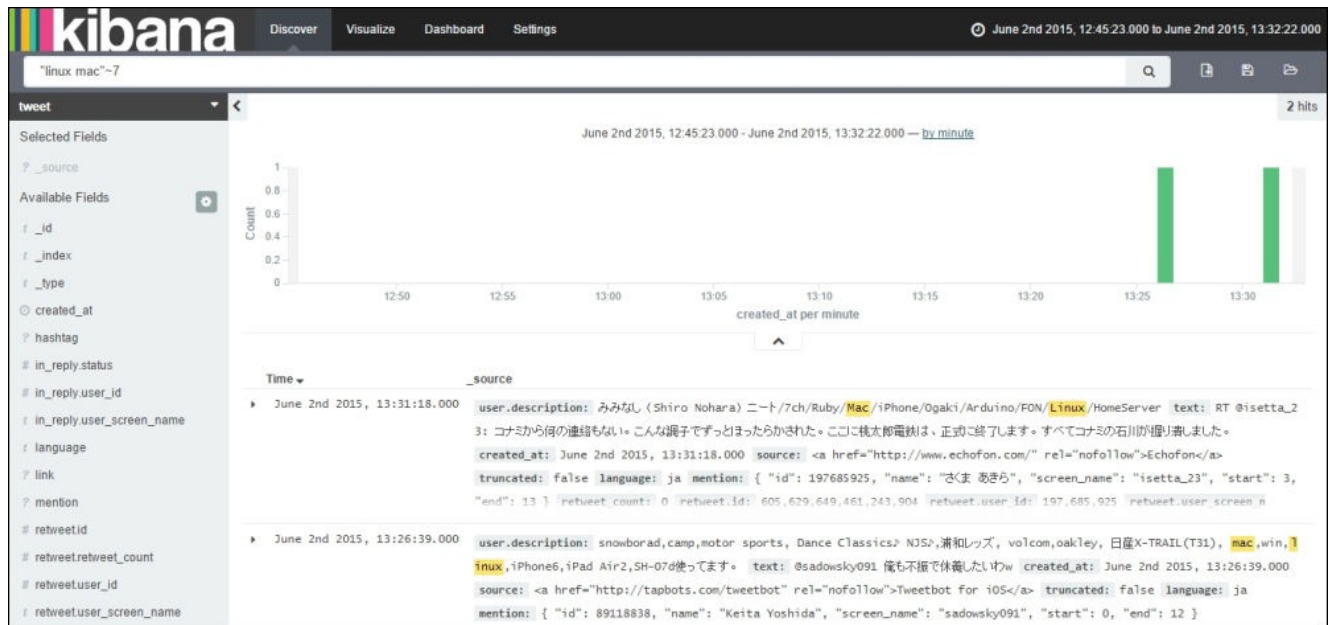 kibana
Discover Visualize Dashboard Settings
June 2nd 2015, 12:45:23.000 to June 2nd 2015, 13:32:22.000
"linux mac"~7
tweet
2 hits
Selected Fields
? _source
Available Fields
t _id
t _index
t _type
created_at
? hashtag
# in_reply.status
# in_reply.user_id
t in_reply.user_screen_name
t language
? link
? mention
# retweet.id
# retweet.retweet_count
# retweet.user_id
t retweet.user_screen_name
June 2nd 2015, 12:45:23.000 - June 2nd 2015, 13:32:22.000 — by minute
Count
1
0.8
0.6
0.4
0.2
0
12:50 12:55 13:00 13:05 13:10 13:15 13:20 13:25 13:30
created_at per minute
Time _source
June 2nd 2015, 13:31:18.000
user.description: みみなし (Shiro Nohara) ニート/7ch/Ruby/Mac/iPhone/Ogaki/Arduino/FON/Linux/HomeServer text: RT @isetta_2
3: コナミから何の連絡もない。こんな調子でずっとほったらかされた。ここに桃太郎電鉄は、正式に終了します。すべてコナミの石川が握り潰しました。
created_at: June 2nd 2015, 13:31:18.000 source: <a href="http://www.echofon.com/" rel="nofollow">Echofon</a>
truncated: false language: ja mention: { "id": 197685925, "name": "さくま あきら", "screen_name": "isetta_23", "start": 3,
"end": 13 } retweet.count: 0 retweet.id: 605,629,649,461,243,904 retweet.user_id: 197,685,925 retweet.user_screen_n
June 2nd 2015, 13:26:39.000
user.description: snowborad,camp,motor sports, Dance Classics♪ NJS♪,浦和レッズ, volcom,oakley, 日産X-TRAIL(T31), mac,win,l
inux,iPhone6,iPad Air2,SH-07d使ってます。 text: @sadowsky091 俺も不振で休養したいわw created_at: June 2nd 2015, 13:26:39.000
source: <a href="http://tapbots.com/tweetbot" rel="nofollow">Tweetbot for iOS</a> truncated: false language: ja
mention: { "id": 89118838, "name": "Keita Yoshida", "screen_name": "sadowsky091", "start": 0, "end": 12 }